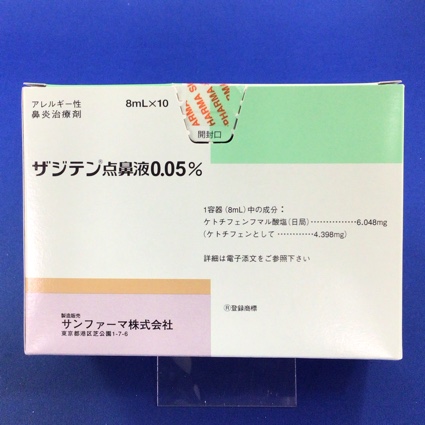 アレルギー性
鼻炎治療剤
8mL×10
PHARMA SU
HARMA
ARMA
開封口
ザジテン®点鼻液0.05%
1容器(8mL)中の成分:
ケトチフェンフマル酸塩(日局)……………6.048mg
(ケトチフェンとして …………4.398mg)
詳細は電子添文をご参照下さい
製造販売
サンファーマ株式会社
東京都港区芝公園1-7-6
®登録商標